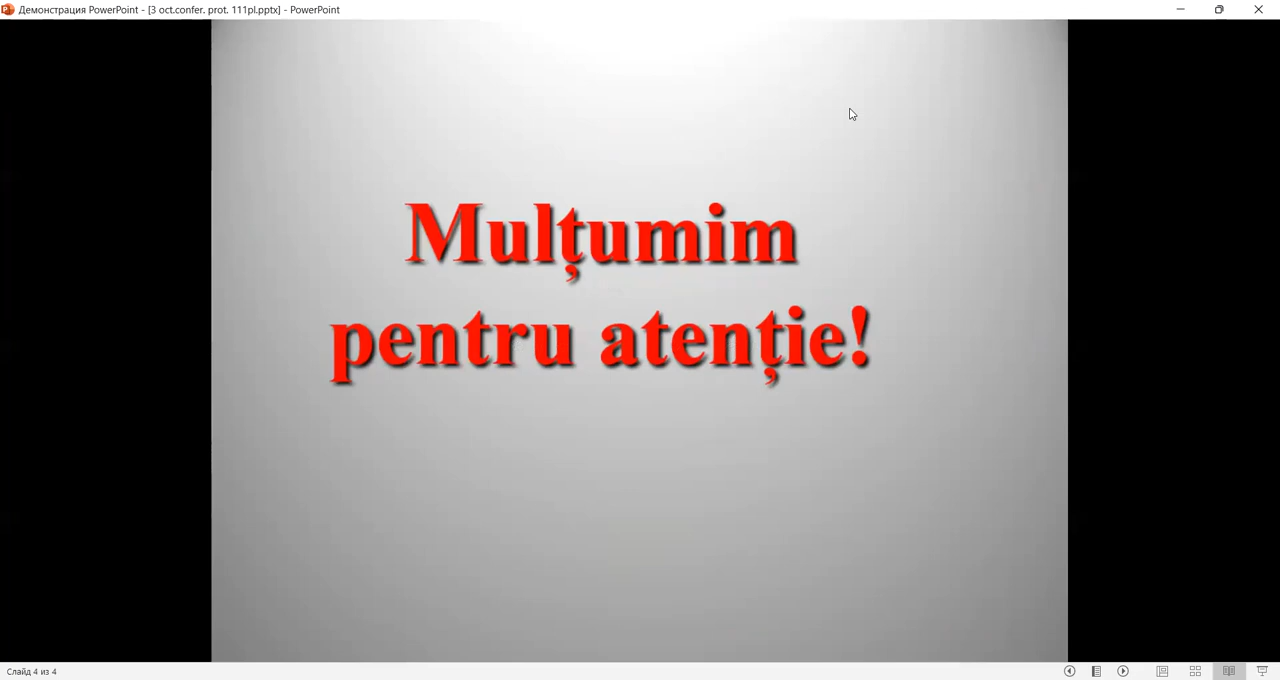 Демонстрация PowerPoint - [3 oct.confer. prot. 111pl.pptx] - PowerPoint
Mulțumim
pentru atenție!
Слайд 4 из 4